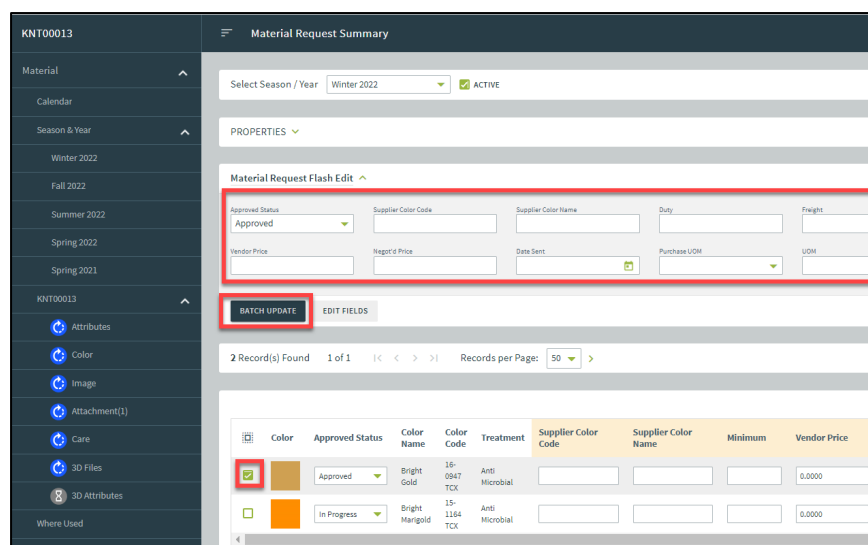 KNT00013
Material Request Summary
Material
Calendar
Season & Year
Winter 2022
Fall 2022
Summer 2022
Spring 2022
Spring 2021
KNT00013
Attributes
Color
Image
Attachment(1)
Care
3D Files
3D Attributes
Where Used
Select Season / Year Winter 2022 ACTIVE
PROPERTIES
Material Request Flash Edit
Approved Status Supplier Color Code Supplier Color Name Duty Freight
Approved
Vendor Price Negot'd Price Date Sent Purchase UOM UOM
BATCH UPDATE EDIT FIELDS
2 Record(s) Found 1 of 1 Records per Page: 50
Color Approved Status Color Name Color Code Treatment Supplier Color Code Supplier Color Name Minimum Vendor Price
Approved Bright Gold 16-0947 TCX Anti Microbial 0.0000
In Progress Bright Marigold 15-1164 TCX Anti Microbial 0.0000